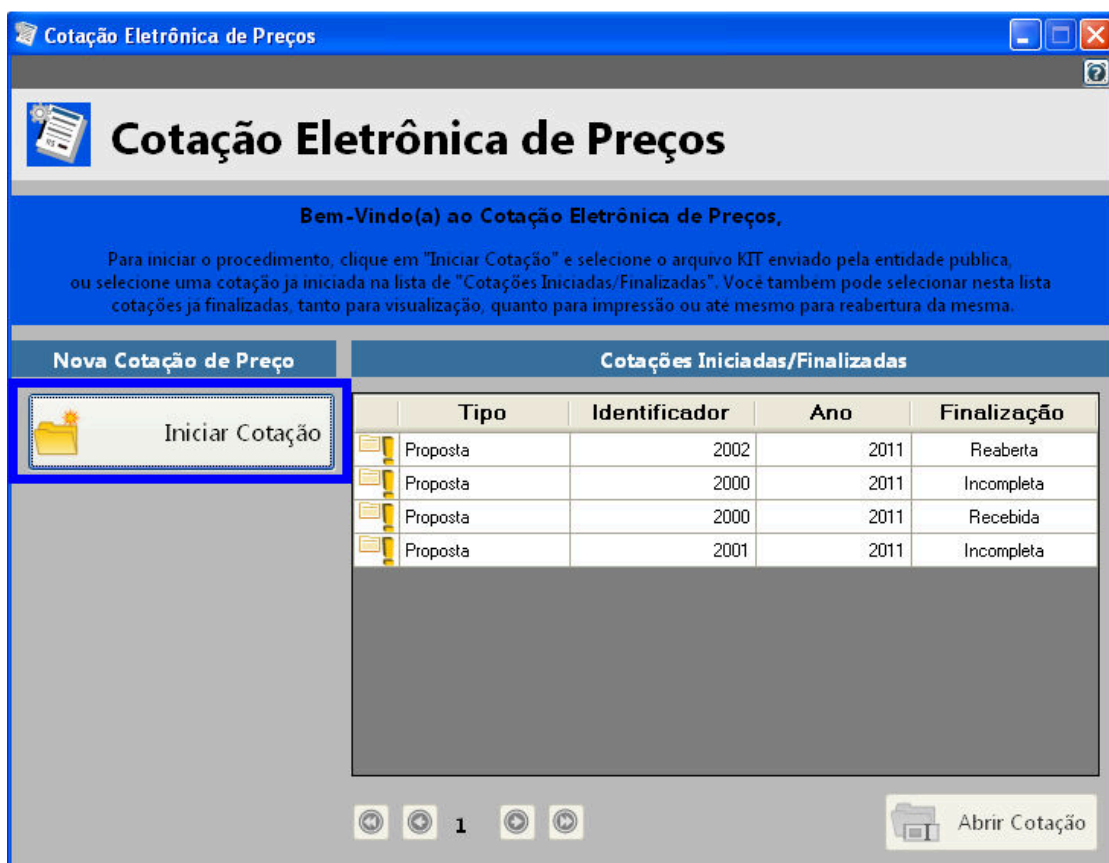 Cotação Eletrônica de Preços
Cotação Eletrônica de Preços
Bem-Vindo(a) ao Cotação Eletrônica de Preços,
Para iniciar o procedimento, clique em "Iniciar Cotação" e selecione o arquivo KIT enviado pela entidade publica,
ou selecione uma cotação já iniciada na lista de "Cotações Iniciadas/Finalizadas". Você também pode selecionar nesta lista
cotações já finalizadas, tanto para visualização, quanto para impressão ou até mesmo para reabertura da mesma.
Nova Cotação de Preço
Cotações Iniciadas/Finalizadas
Iniciar Cotação
Tipo Identificador Ano Finalização
Proposta 2002 2011 Reaberta
Proposta 2000 2011 Incompleta
Proposta 2000 2011 Recebida
Proposta 2001 2011 Incompleta
1
Abrir Cotação